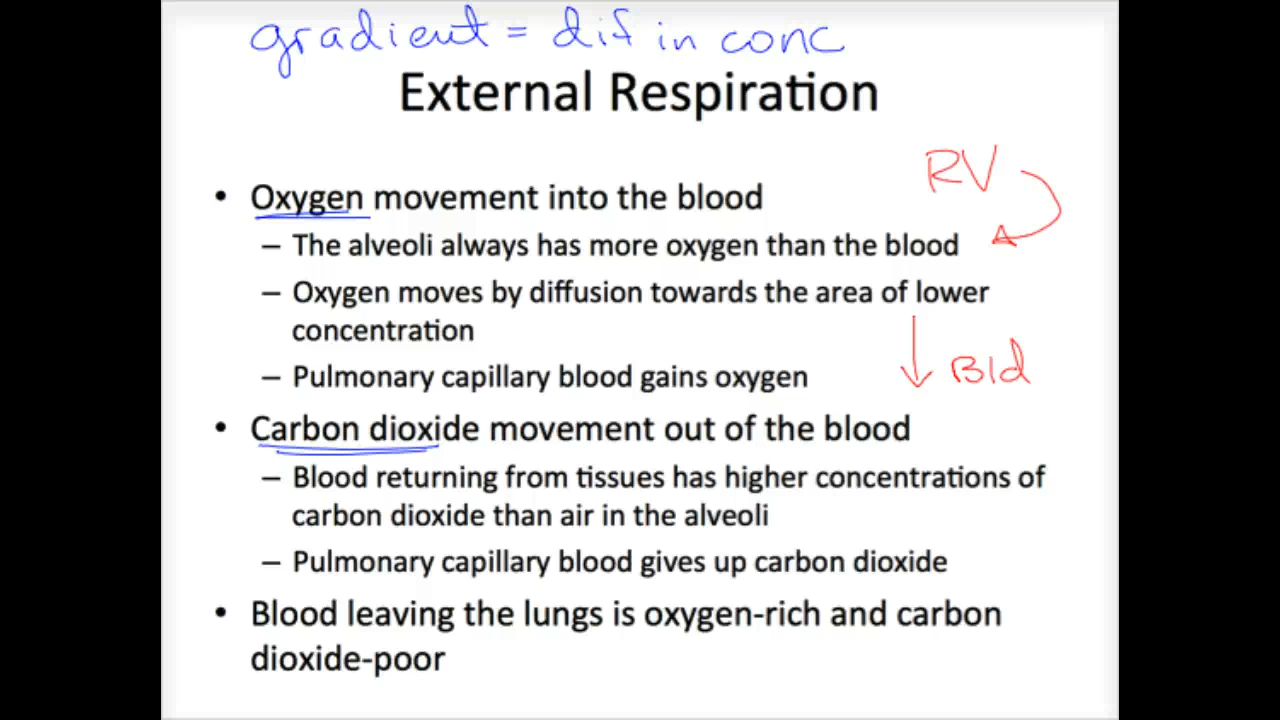 gradient = dif in conc
External Respiration
RV
• Oxygen movement into the blood
– The alveoli always has more oxygen than the blood
– Oxygen moves by diffusion towards the area of lower
concentration
Bld
– Pulmonary capillary blood gains oxygen
• Carbon dioxide movement out of the blood
– Blood returning from tissues has higher concentrations of
carbon dioxide than air in the alveoli
– Pulmonary capillary blood gives up carbon dioxide
• Blood leaving the lungs is oxygen-rich and carbon
dioxide-poor